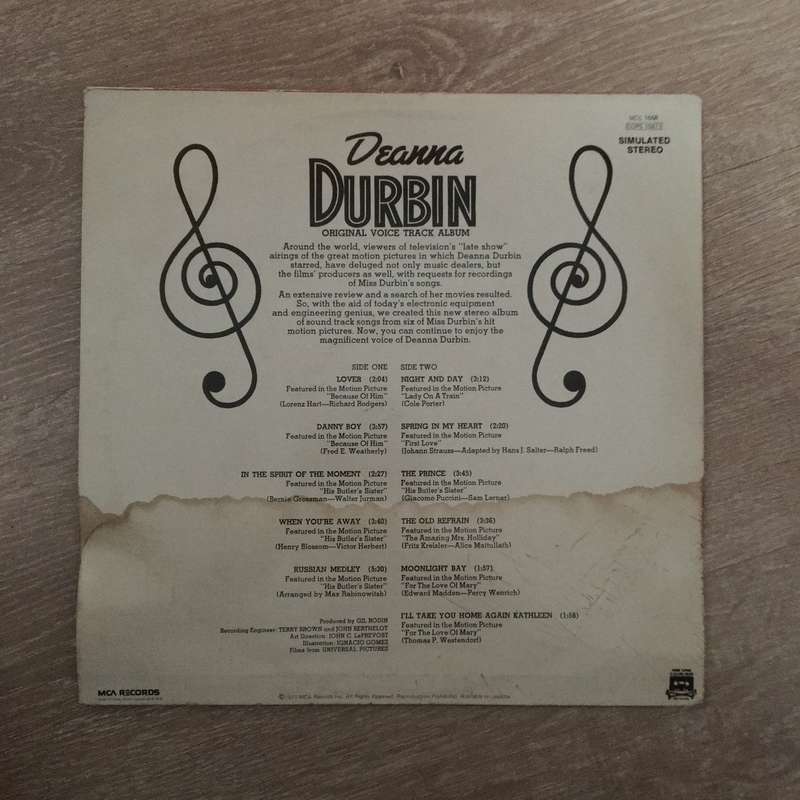 SIMULATED
STEREO
Deanna
DURBIN
ORIGINAL VOICE TRACK ALBUM
Around the world, viewers of television's "late show"
airings of the great motion pictures in which Deanna Durbin
starred, have deluged not only music dealers, but
the films' producers as well, with requests for recordings
of Miss Durbin's songs.
An extensive review and a search of her movies resulted.
So, with the aid of today's electronic equipment
and engineering genius, we created this new stereo album
of sound track songs from six of Miss Durbin's hit
motion pictures. Now, you can continue to enjoy the
magnificent voice of Deanna Durbin.
SIDE ONE
LOVER (2:04)
Featured in the Motion Picture
"Because Of Him"
(Lorenz Hart—Richard Rodgers)
DANNY BOY (3:57)
Featured in the Motion Picture
"Because Of Him"
(Fred E. Weatherly)
IN THE SPIRIT OF THE MOMENT (2:27)
Featured in the Motion Picture
"His Butler's Sister"
(Bernie Grossman—Walter Jurman)
WHEN YOU'RE AWAY (3:40)
Featured in the Motion Picture
"His Butler's Sister"
(Henry Blossom—Victor Herbert)
RUSSIAN MEDLEY (5:30)
Featured in the Motion Picture
"His Butler's Sister"
(Arranged by Max Rabinowitsh)
SIDE TWO
NIGHT AND DAY (3:12)
Featured in the Motion Picture
"Lady On A Train"
(Cole Porter)
SPRING IN MY HEART (2:20)
Featured in the Motion Picture
"First Love"
(Johann Strauss—Adapted by Hans J. Salter—Ralph Freed)
THE PRINCE (3:45)
Featured in the Motion Picture
"His Butler's Sister"
(Giacomo Puccini—Sam Lerner)
THE OLD REFRAIN (3:36)
Featured in the Motion Picture
"The Amazing Mrs. Holliday"
(Fritz Kreisler—Alice Mattullath)
MOONLIGHT BAY (1:57)
Featured in the Motion Picture
"For The Love Of Mary"
(Edward Madden—Percy Wenrich)
I'LL TAKE YOU HOME AGAIN KATHLEEN (1:58)
Featured in the Motion Picture
"For The Love Of Mary"
(Thomas P. Westendorf)
Produced by GIL RODIN
Recording Engineer: TERRY BROWN and JOHN BERTHELOT
Art Direction: JOHN C. LePREVOST
Illustration: IGNACIO GOMEZ
Films from UNIVERSAL PICTURES
MCA RECORDS
MCA Records Inc. All Rights Reserved.